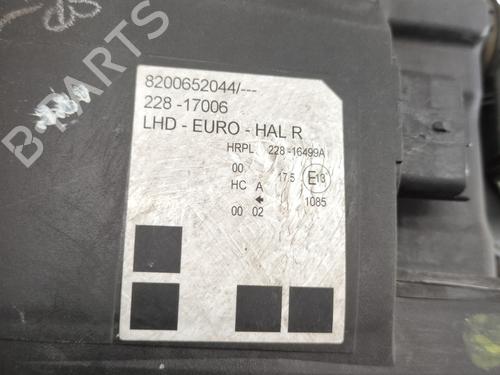 B-PARTS
8200652044/---
228 -17006
LHD - EURO - HAL R
HRPL 228 -16499A
00 17.5 E13
HC A
1085
00 02